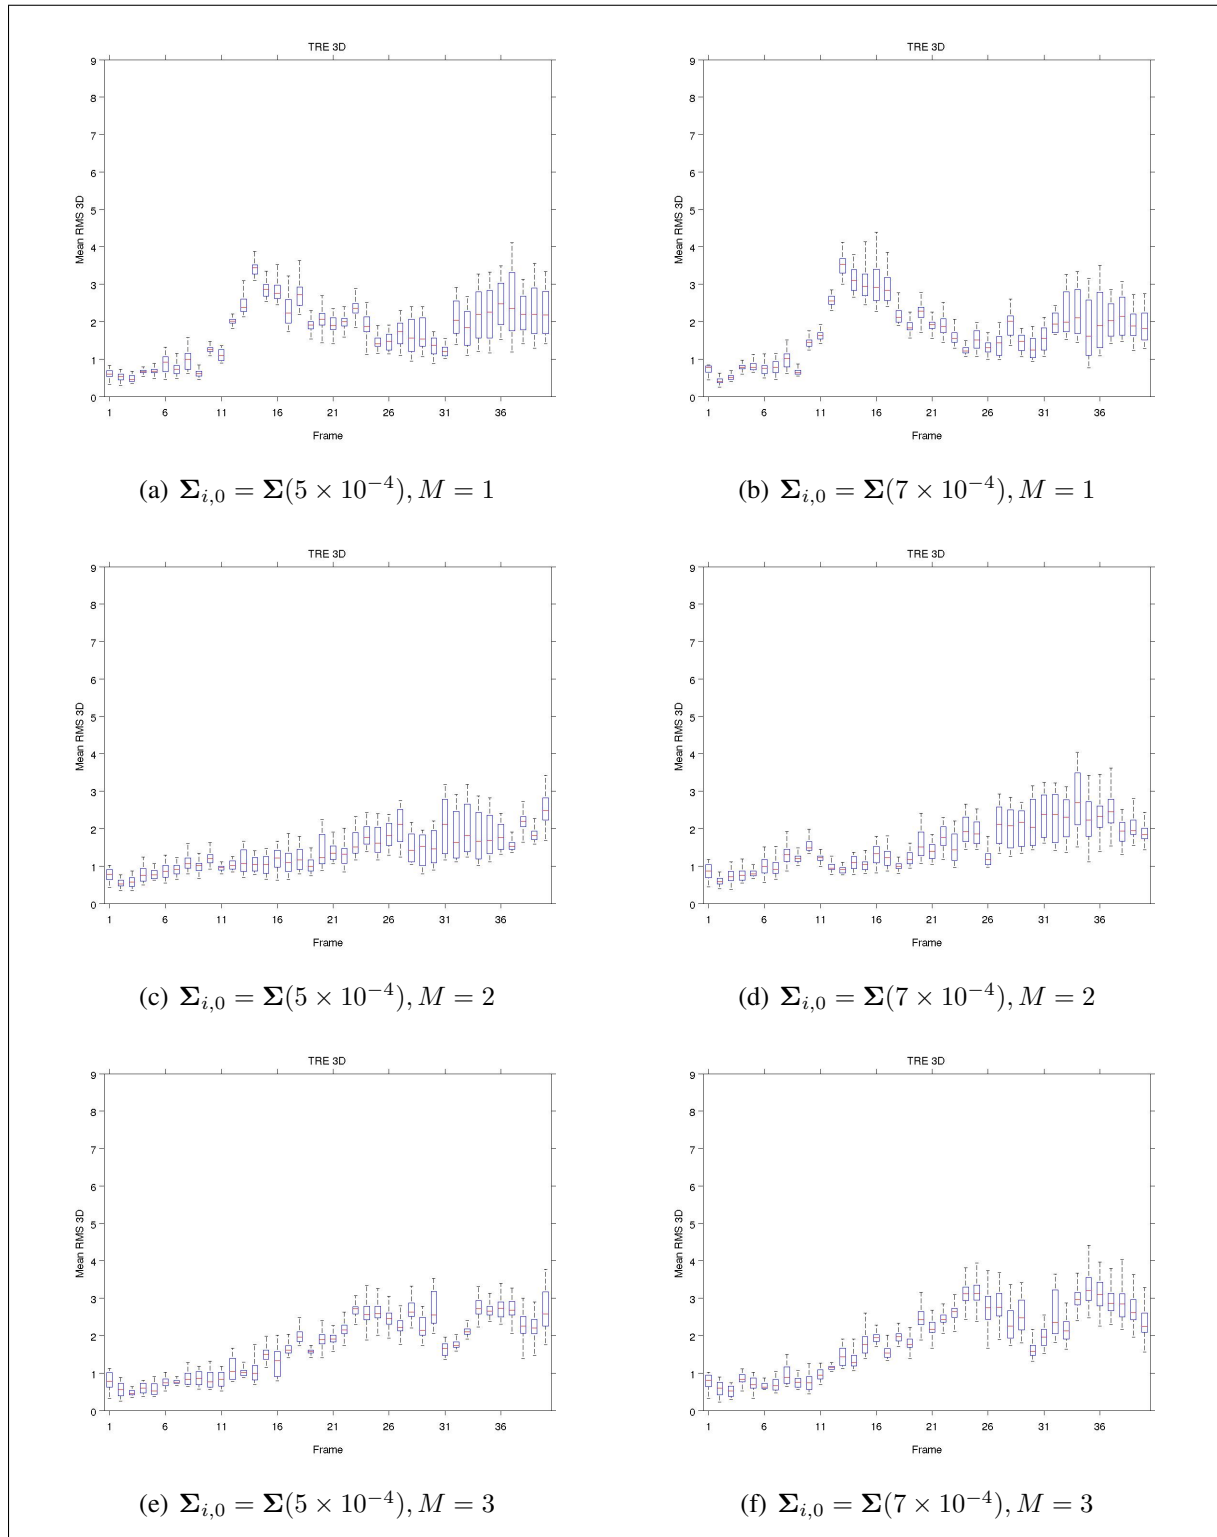 TRE 3D
9
8
7
6
5
4
3
2
1
0
Mean RMS 3D
1 6 11 16 21 26 31 36
Frame
(a) Σi,0 = Σ(5 × 10−4), M = 1
TRE 3D
9
8
7
6
5
4
3
2
1
0
Mean RMS 3D
1 6 11 16 21 26 31 36
Frame
(b) Σi,0 = Σ(7 × 10−4), M = 1
TRE 3D
9
8
7
6
5
4
3
2
1
0
Mean RMS 3D
1 6 11 16 21 26 31 36
Frame
(c) Σi,0 = Σ(5 × 10−4), M = 2
TRE 3D
9
8
7
6
5
4
3
2
1
0
Mean RMS 3D
1 6 11 16 21 26 31 36
Frame
(d) Σi,0 = Σ(7 × 10−4), M = 2
TRE 3D
9
8
7
6
5
4
3
2
1
0
Mean RMS 3D
1 6 11 16 21 26 31 36
Frame
(e) Σi,0 = Σ(5 × 10−4), M = 3
TRE 3D
9
8
7
6
5
4
3
2
1
0
Mean RMS 3D
1 6 11 16 21 26 31 36
Frame
(f) Σi,0 = Σ(7 × 10−4), M = 3